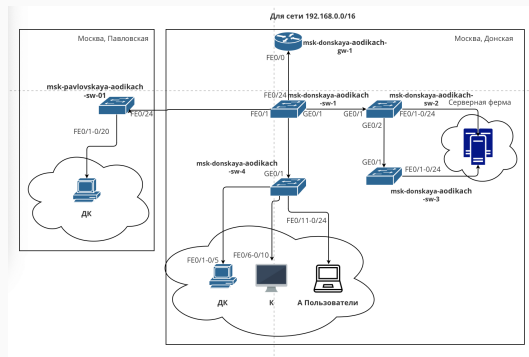 Для сети 192.168.0.0/16
Москва, Павловская
Москва, Донская
msk-donskaya-aodikach-
gw-1
FE0/0
msk-pavlovskaya-aodikach
-sw-01
FE0/24
FE0/24
msk-donskaya-aodikach
-sw-1
FE0/1
GE0/1
msk-donskaya-aodikach-
sw-2
GE0/1
FE0/1-0/24
GE0/2
Серверная ферма
FE0/1-0/20
msk-donskaya-aodikach
-sw-4
GE0/1
GE0/1
FE0/1-0/24
msk-donskaya-aodikach
-sw-3
ДК
FE0/11-0/24
FE0/1-0/5
FE0/6-0/10
ДК
К
А Пользователи